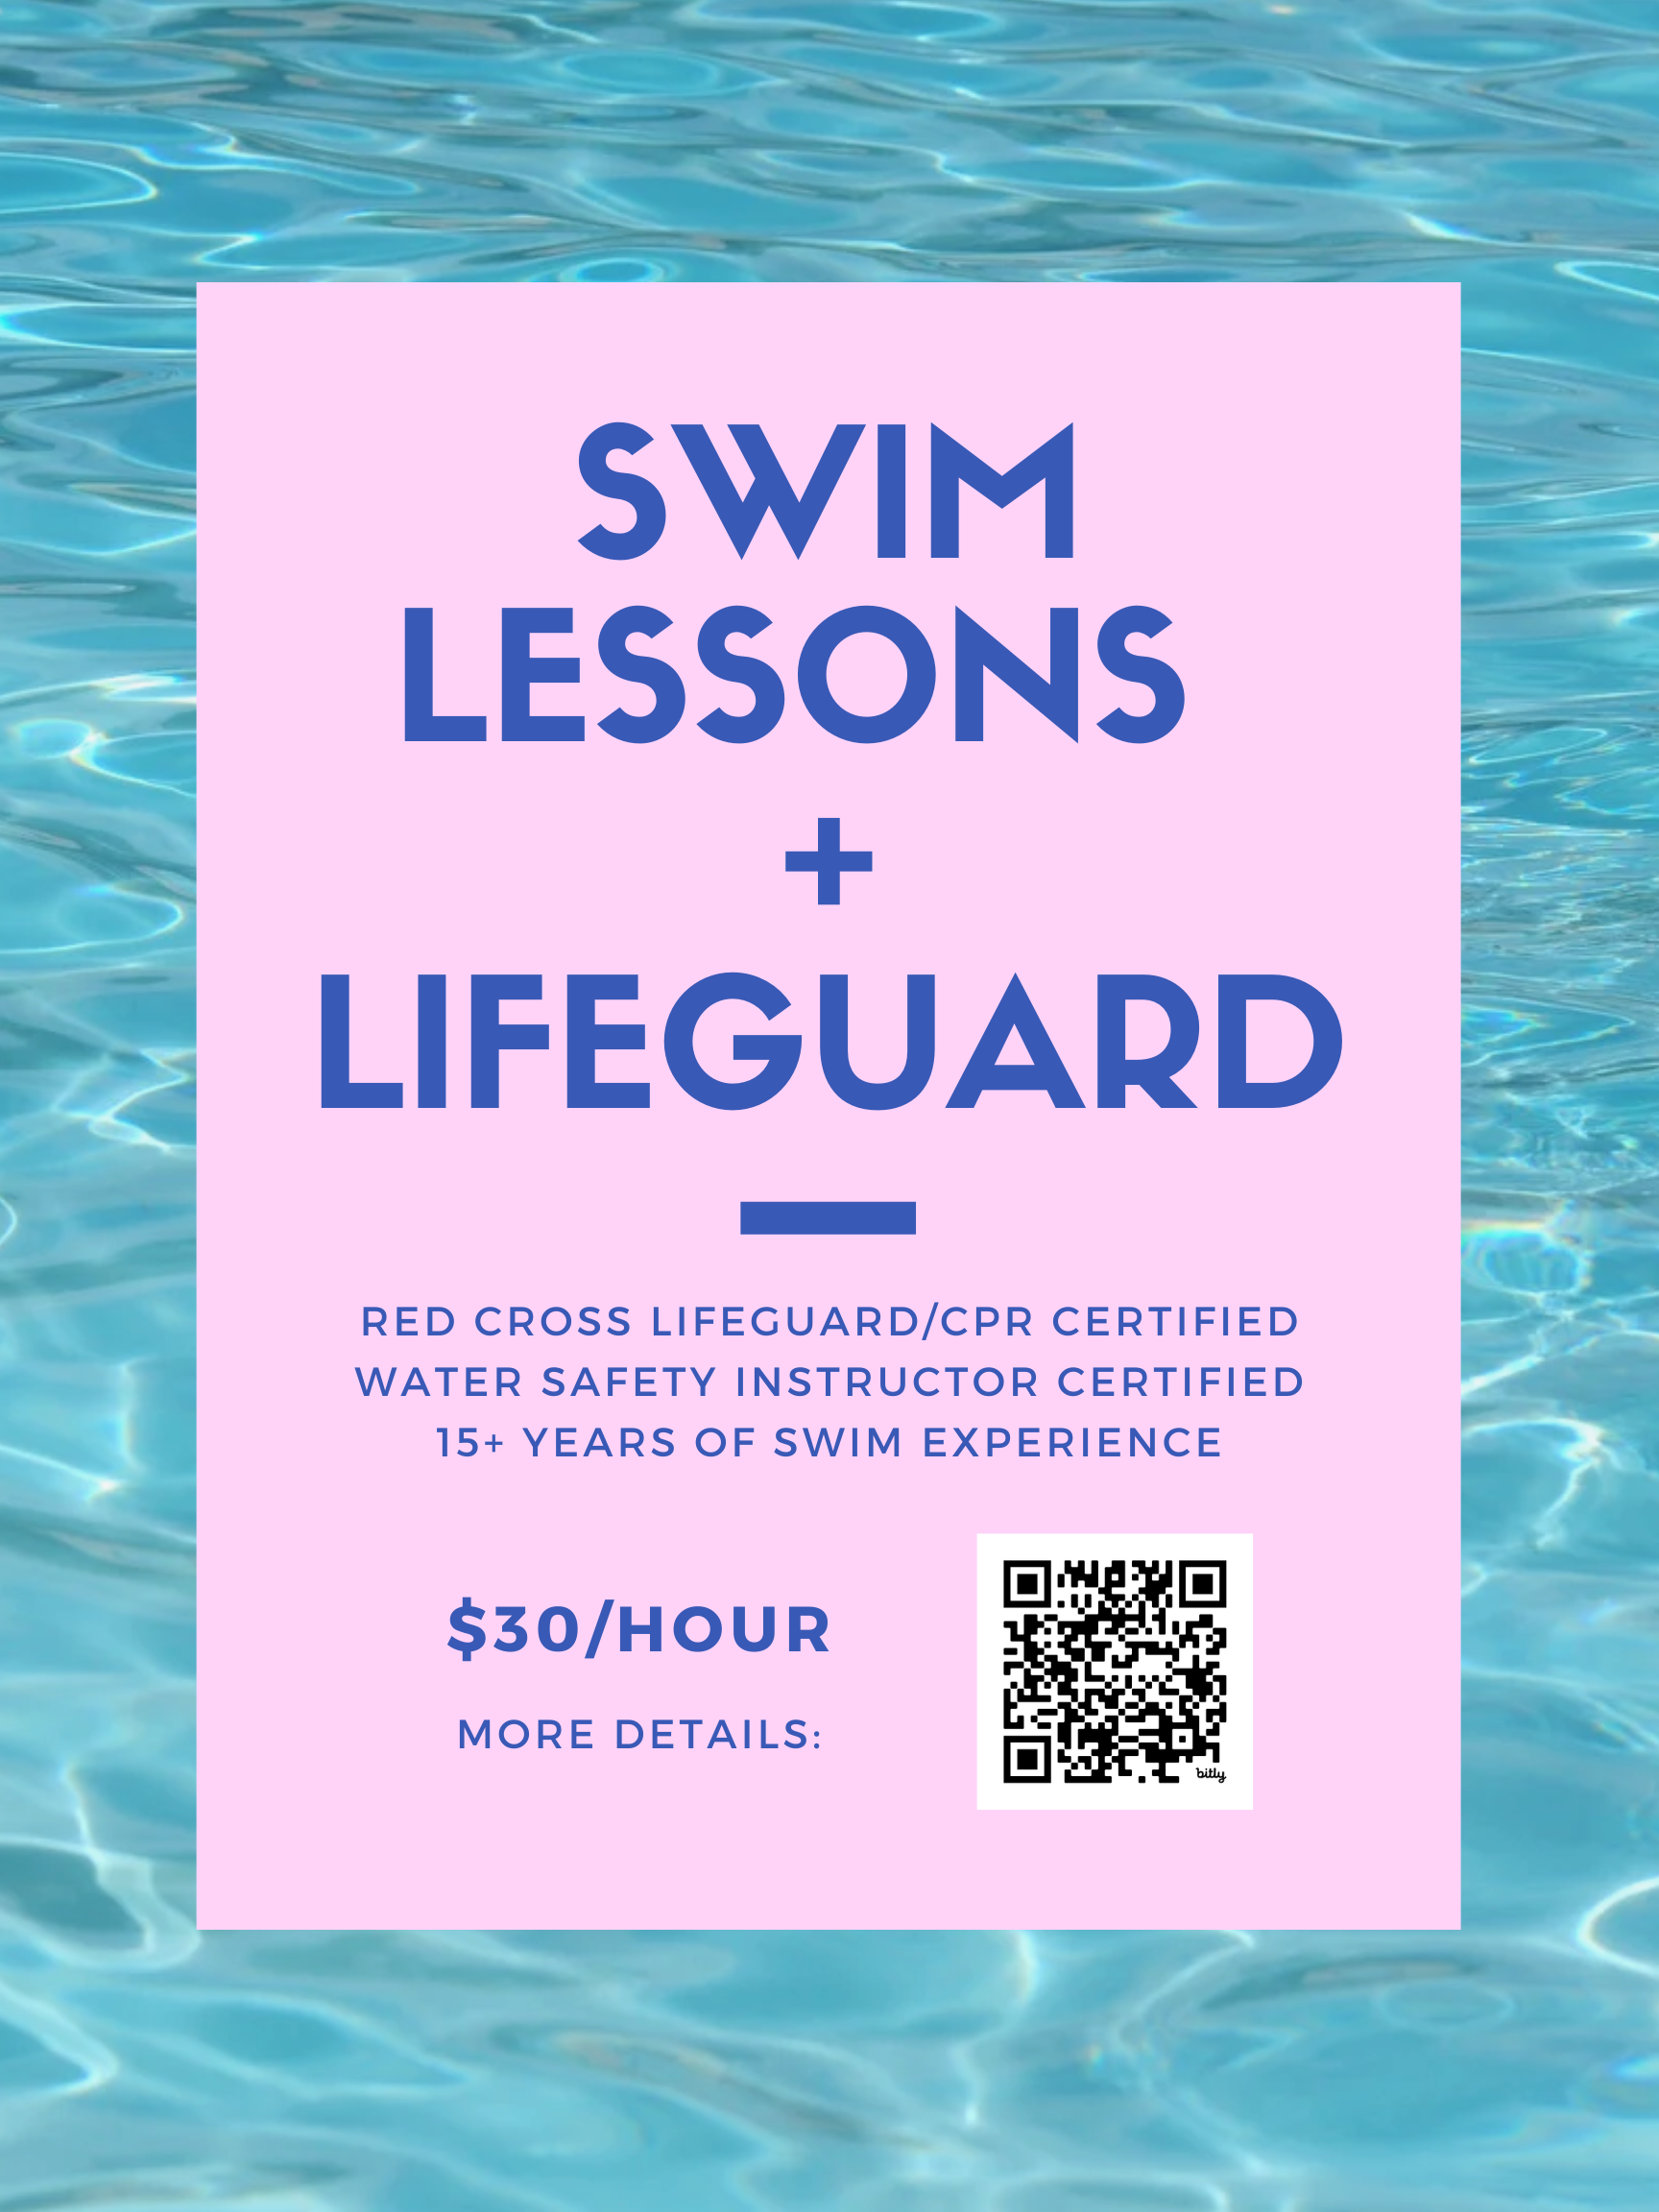 SWIM
LESSONS
+
LIFEGUARD
RED CROSS LIFEGUARD/CPR CERTIFIED
WATER SAFETY INSTRUCTOR CERTIFIED
15+ YEARS OF SWIM EXPERIENCE
$30/HOUR
MORE DETAILS:
bitly